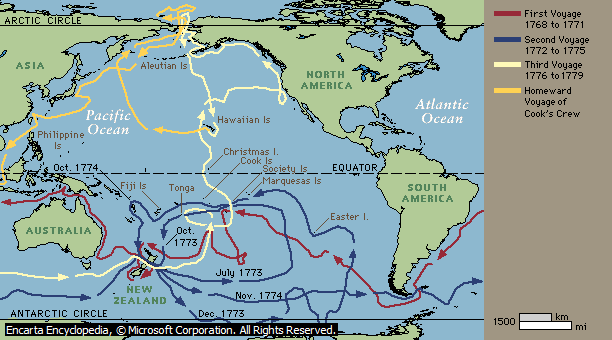 ARCTIC CIRCLE
ASIA
Aleutian Is
NORTH
AMERICA
Pacific
Ocean
Atlantic
Ocean
Hawaiian Is
Philippine
Is
Christmas I.
Cook Is
Society Is
Marquesas Is
EQUATOR
Oct. 1774
Fiji Is
Tonga
SOUTH
AMERICA
Easter I.
AUSTRALIA
Oct.
1773
July 1773
NEW
ZEALAND
Nov. 1774
Dec. 1773
ANTARCTIC CIRCLE
Encarta Encyclopedia, © Microsoft Corporation. All Rights Reserved.
First Voyage
1768 to 1771
Second Voyage
1772 to 1775
Third Voyage
1776 to 1779
Homeward
Voyage of
Cook's Crew
1500
km
mi